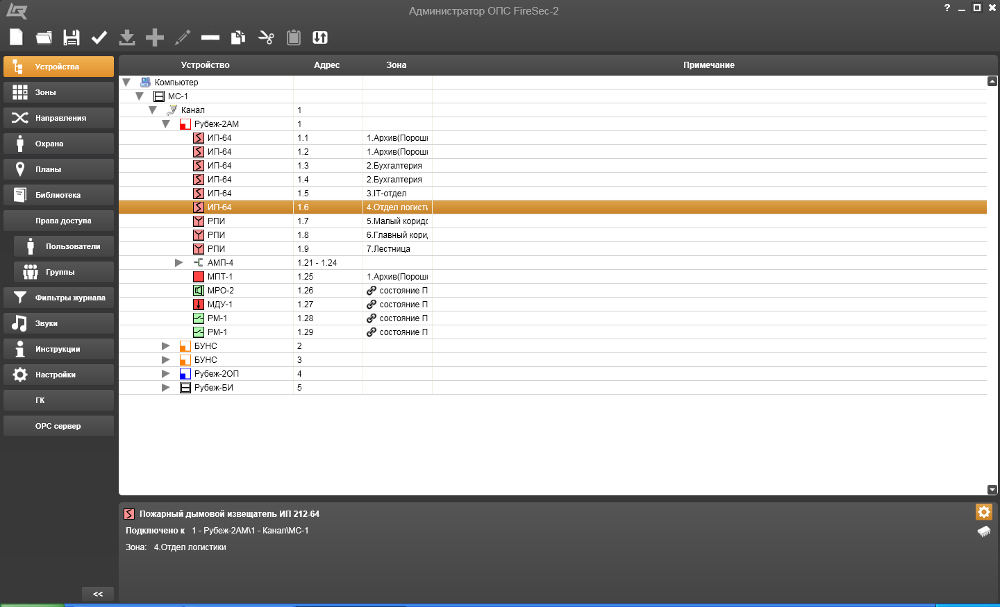 Администратор ОПС FireSec-2
?
Устройства
Зоны
Направления
Охрана
Планы
Библиотека
Права доступа
Пользователи
Группы
Фильтры журнала
Звуки
Инструкции
Настройки
ГК
OPC сервер
<<
Устройство Адрес Зона Примечание
Компьютер
МС-1
Канал 1
Рубеж-2АМ 1
ИП-64 1.1 1.Архив(Порош
ИП-64 1.2 1.Архив(Порош
ИП-64 1.3 2.Бухгалтерия
ИП-64 1.4 2.Бухгалтерия
ИП-64 1.5 3.IT-отдел
ИП-64 1.6 4.Отдел логисти
РПИ 1.7 5.Малый коридо
РПИ 1.8 6.Главный кори
РПИ 1.9 7.Лестница
АМП-4 1.21 - 1.24
МПТ-1 1.25 1.Архив(Порош
МРО-2 1.26 состояние П
МДУ-1 1.27 состояние П
РМ-1 1.28 состояние П
РМ-1 1.29 состояние П
БУНС 2
БУНС 3
Рубеж-2ОП 4
Рубеж-БИ 5
Пожарный дымовой извещатель ИП 212-64
Подключено к 1 - Рубеж-2АМ\1 - Канал\МС-1
Зона: 4.Отдел логистики